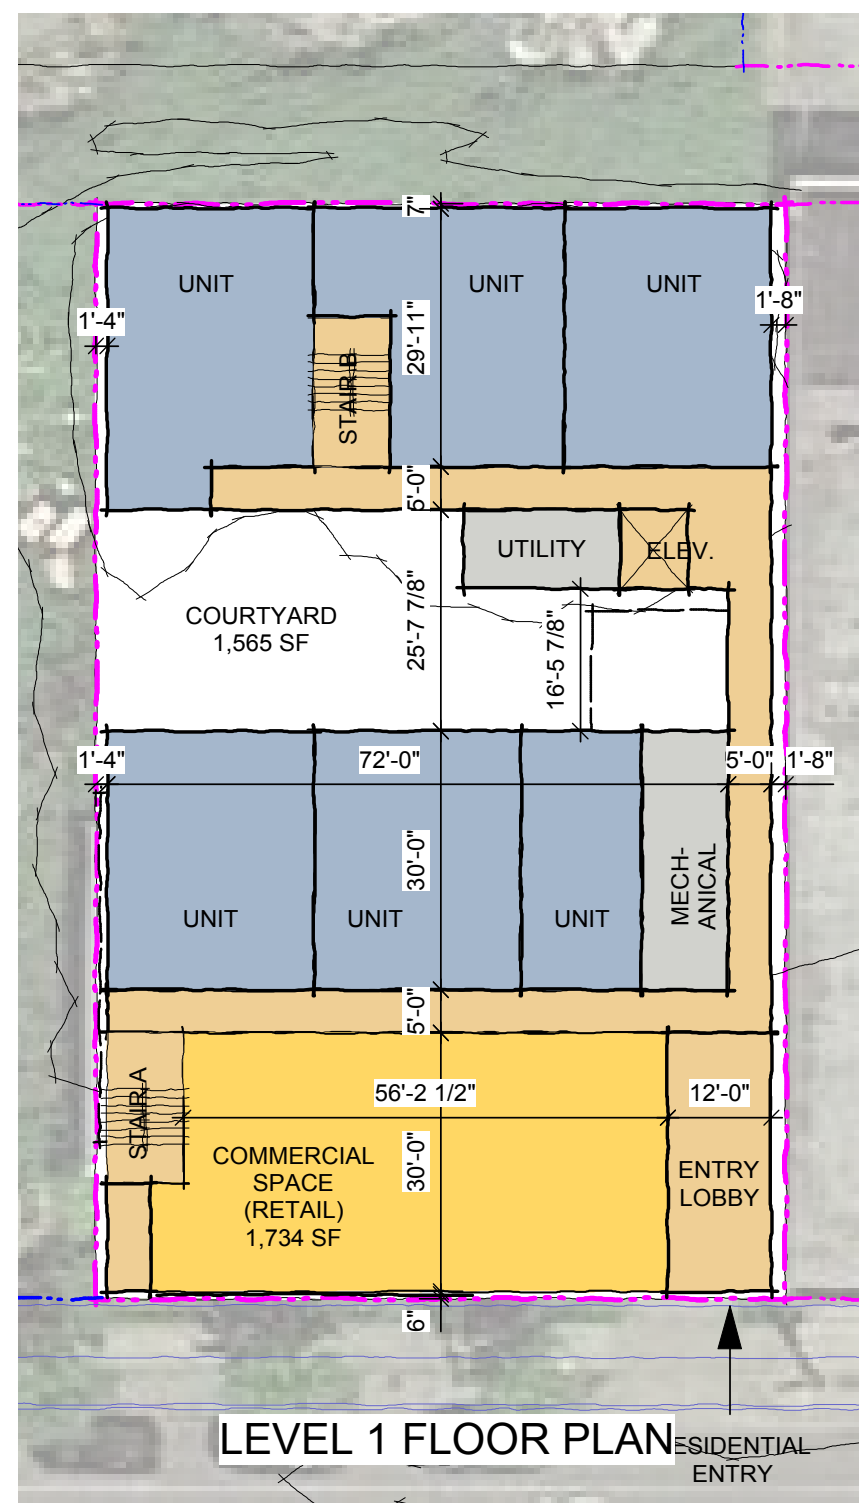 7"
UNIT
UNIT
UNIT
1'-4"
1'-8"
29'-11"
STAIR B
5'-0"
UTILITY
ELEV.
COURTYARD
1,565 SF
25'-7 7/8"
16'-5 7/8"
1'-4"
72'-0"
5'-0"
1'-8"
30'-0"
MECH-
ANICAL
UNIT
UNIT
UNIT
5'-0"
STAIR A
56'-2 1/2"
12'-0"
COMMERCIAL
SPACE
(RETAIL)
1,734 SF
30'-0"
ENTRY
LOBBY
6"
LEVEL 1 FLOOR PLAN
ESIDENTIAL
ENTRY